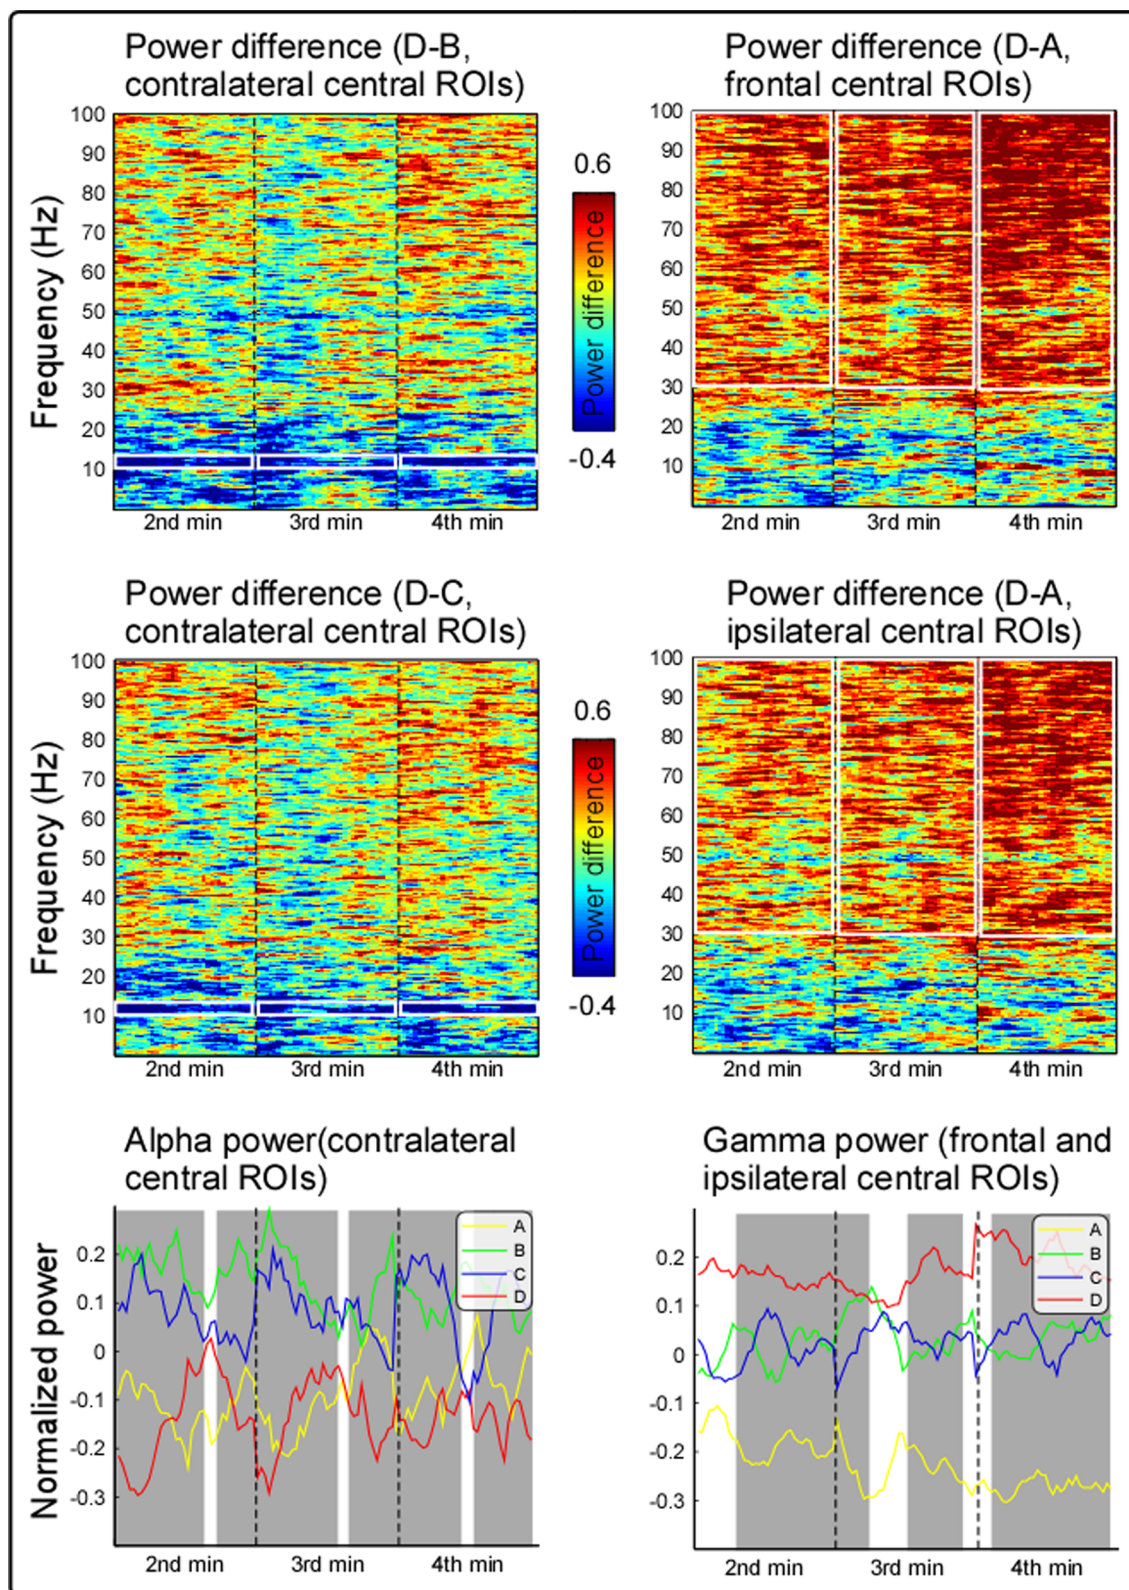 Power difference (D-B,
contralateral central ROIs)
Frequency (Hz)
100
90
80
70
60
50
40
30
20
10
2nd min
3rd min
4th min
0.6
Power difference
-0.4
Power difference (D-A,
frontal central ROIs)
100
90
80
70
60
50
40
30
20
10
2nd min
3rd min
4th min
Power difference (D-C,
contralateral central ROIs)
Frequency (Hz)
100
90
80
70
60
50
40
30
20
10
2nd min
3rd min
4th min
0.6
Power difference
-0.4
Power difference (D-A,
ipsilateral central ROIs)
100
90
80
70
60
50
40
30
20
10
2nd min
3rd min
4th min
Alpha power(contralateral
central ROIs)
Normalized power
0.2
0.1
0
-0.1
-0.2
-0.3
A
B
C
D
2nd min
3rd min
4th min
Gamma power (frontal and
ipsilateral central ROIs)
0.2
0.1
0
-0.1
-0.2
-0.3
A
B
C
D
2nd min
3rd min
4th min